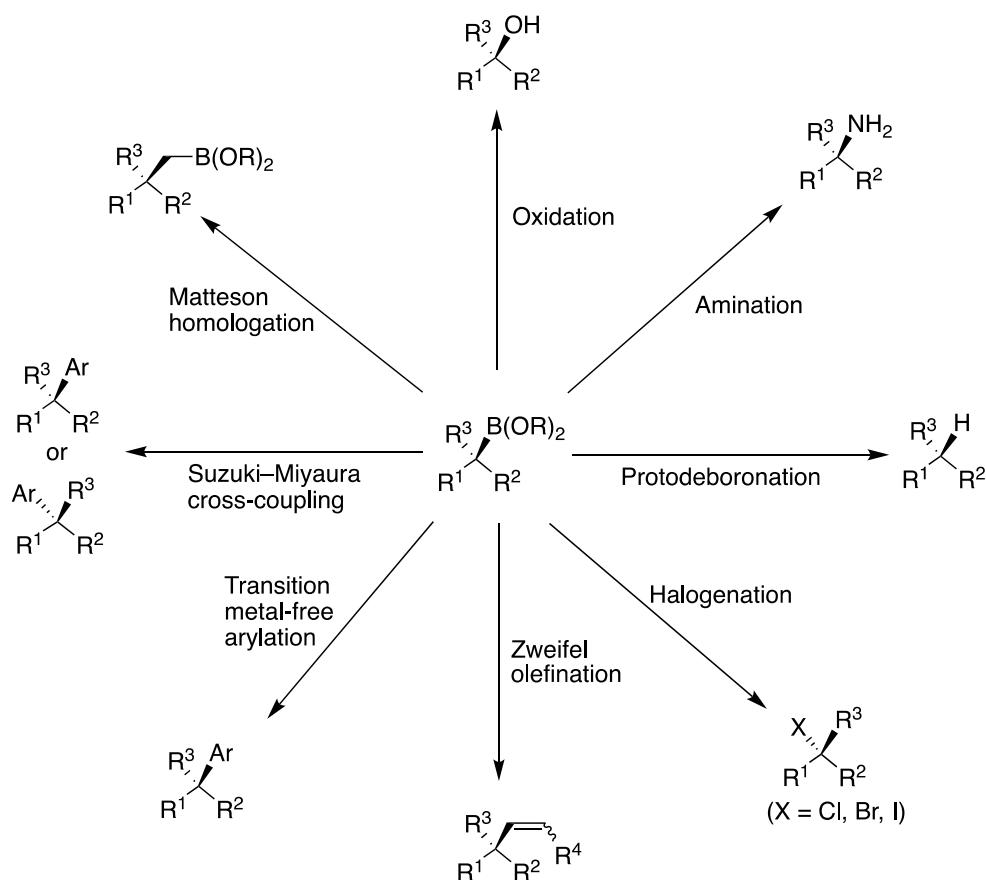 R³ OH
R¹ R²
R³ NH₂
R¹ R²
R³ B(OR)₂
R¹ R²
Oxidation
Matteson
homologation
Amination
R³ Ar
R¹ R²
or
Ar R³
R¹ R²
Suzuki–Miyaura
cross-coupling
R³ B(OR)₂
R¹ R²
Protodeboronation
R³ H
R¹ R²
Transition
metal-free
arylation
Zweifel
olefination
Halogenation
R³ Ar
R¹ R²
R³
R¹ R² R⁴
X R³
R¹ R²
(X = Cl, Br, I)